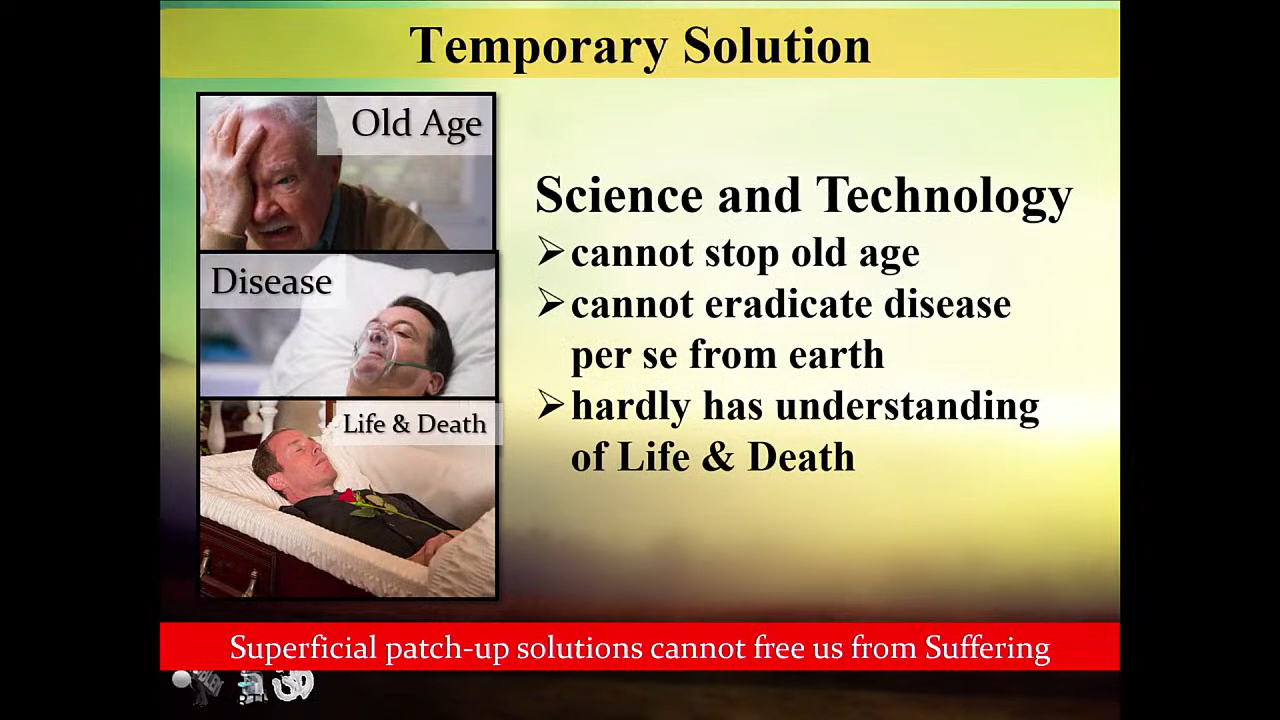 Temporary Solution
Old Age
Disease
Life & Death
Science and Technology
➢cannot stop old age
➢cannot eradicate disease
per se from earth
➢hardly has understanding
of Life & Death
Superficial patch-up solutions cannot free us from Suffering